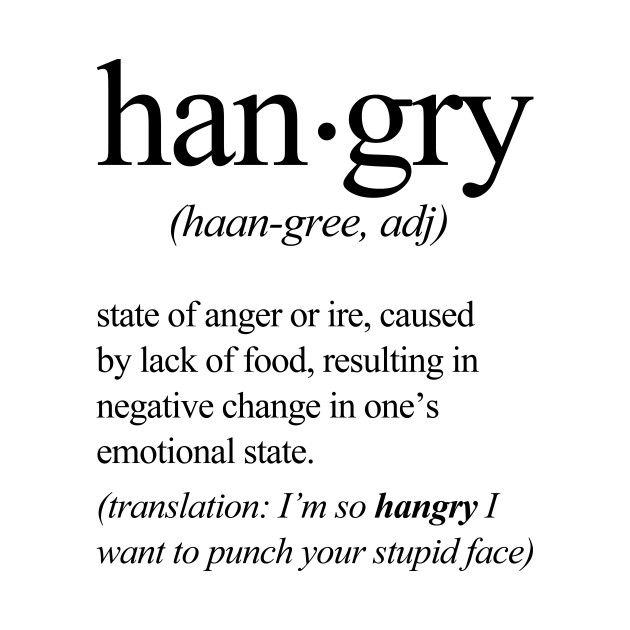 han·gry
(haan-gree, adj)
state of anger or ire, caused
by lack of food, resulting in
negative change in one’s
emotional state.
(translation: I’m so hangry I
want to punch your stupid face)